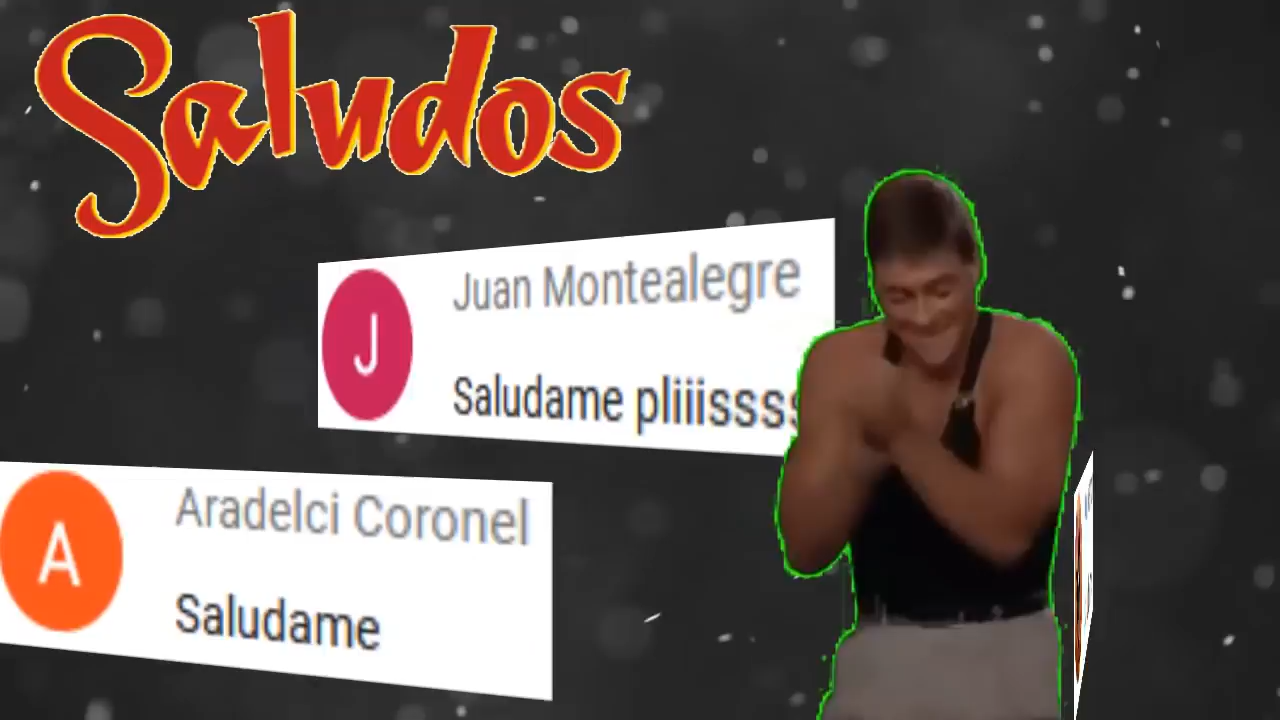 Saludos
J
Juan Montealegre
Saludame pliiissss
A
Aradelci Coronel
Saludame